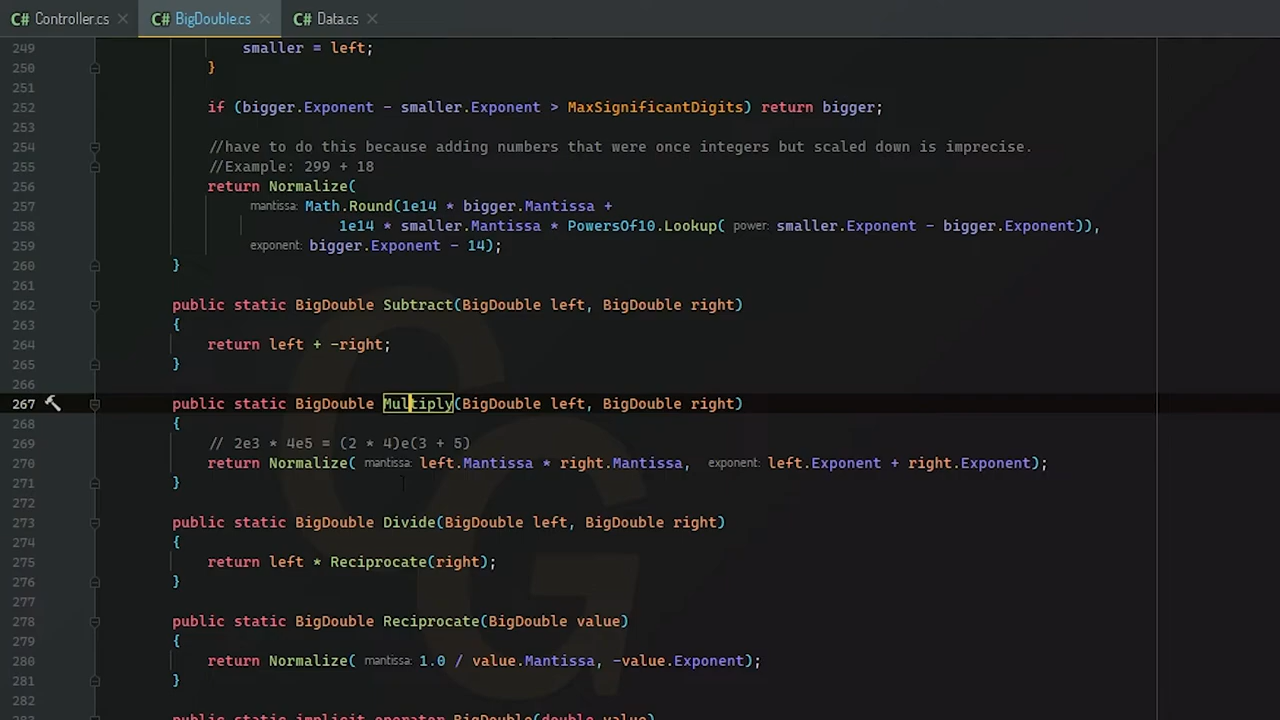 C# Controller.cs C# BigDouble.cs C# Data.cs
249 smaller = left;
250 }
251
252 if (bigger.Exponent - smaller.Exponent > MaxSignificantDigits) return bigger;
253
254 //have to do this because adding numbers that were once integers but scaled down is imprecise.
255 //Example: 299 + 18
256 return Normalize(
257 mantissa: Math.Round(1e14 * bigger.Mantissa +
258 1e14 * smaller.Mantissa * PowersOf10.Lookup( power: smaller.Exponent - bigger.Exponent)),
259 exponent: bigger.Exponent - 14);
260 }
261
262 public static BigDouble Subtract(BigDouble left, BigDouble right)
263 {
264 return left + -right;
265 }
266
267 public static BigDouble Multiply(BigDouble left, BigDouble right)
268 {
269 // 2e3 * 4e5 = (2 * 4)e(3 + 5)
270 return Normalize( mantissa: left.Mantissa * right.Mantissa, exponent: left.Exponent + right.Exponent);
271 }
272
273 public static BigDouble Divide(BigDouble left, BigDouble right)
274 {
275 return left * Reciprocate(right);
276 }
277
278 public static BigDouble Reciprocate(BigDouble value)
279 {
280 return Normalize( mantissa: 1.0 / value.Mantissa, -value.Exponent);
281 }
282
public static implicit operator BigDouble(double value)